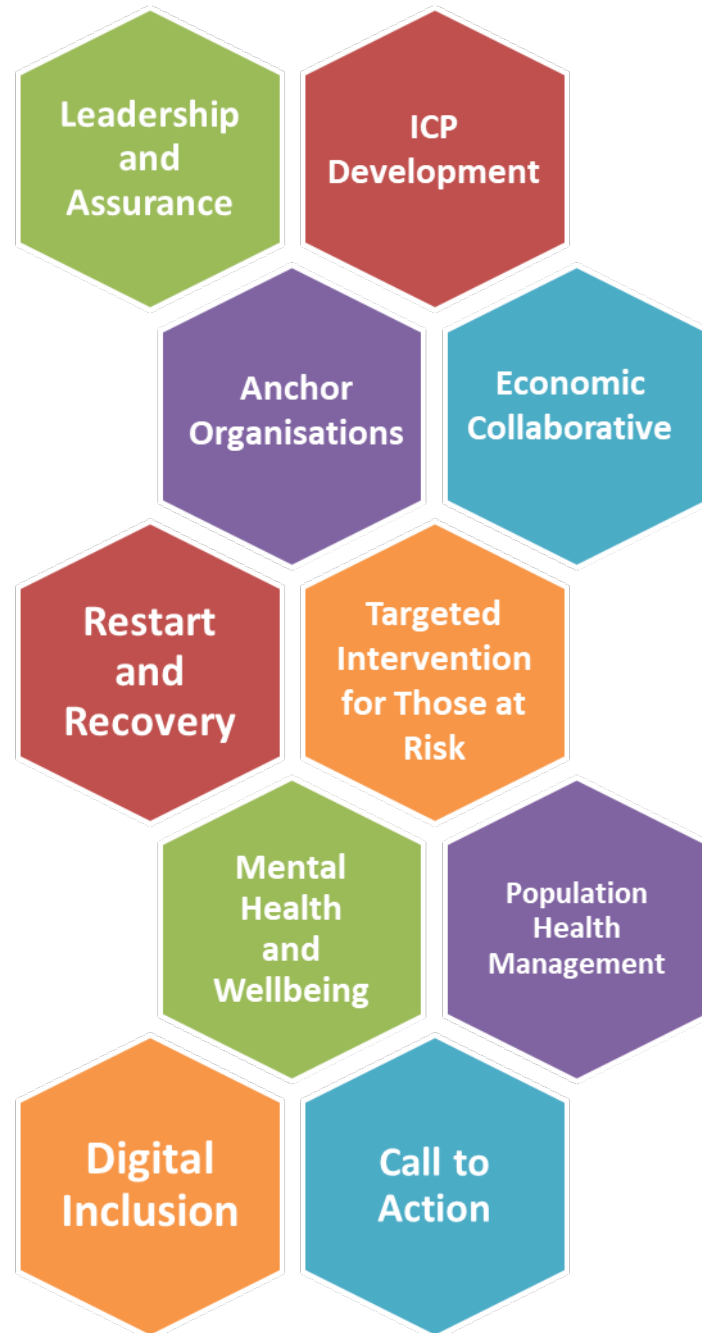 Leadership
and
Assurance
ICP
Development
Anchor
Organisations
Economic
Collaborative
Restart
and
Recovery
Targeted
Intervention
for Those at
Risk
Mental
Health
and
Wellbeing
Population
Health
Management
Digital
Inclusion
Call to
Action